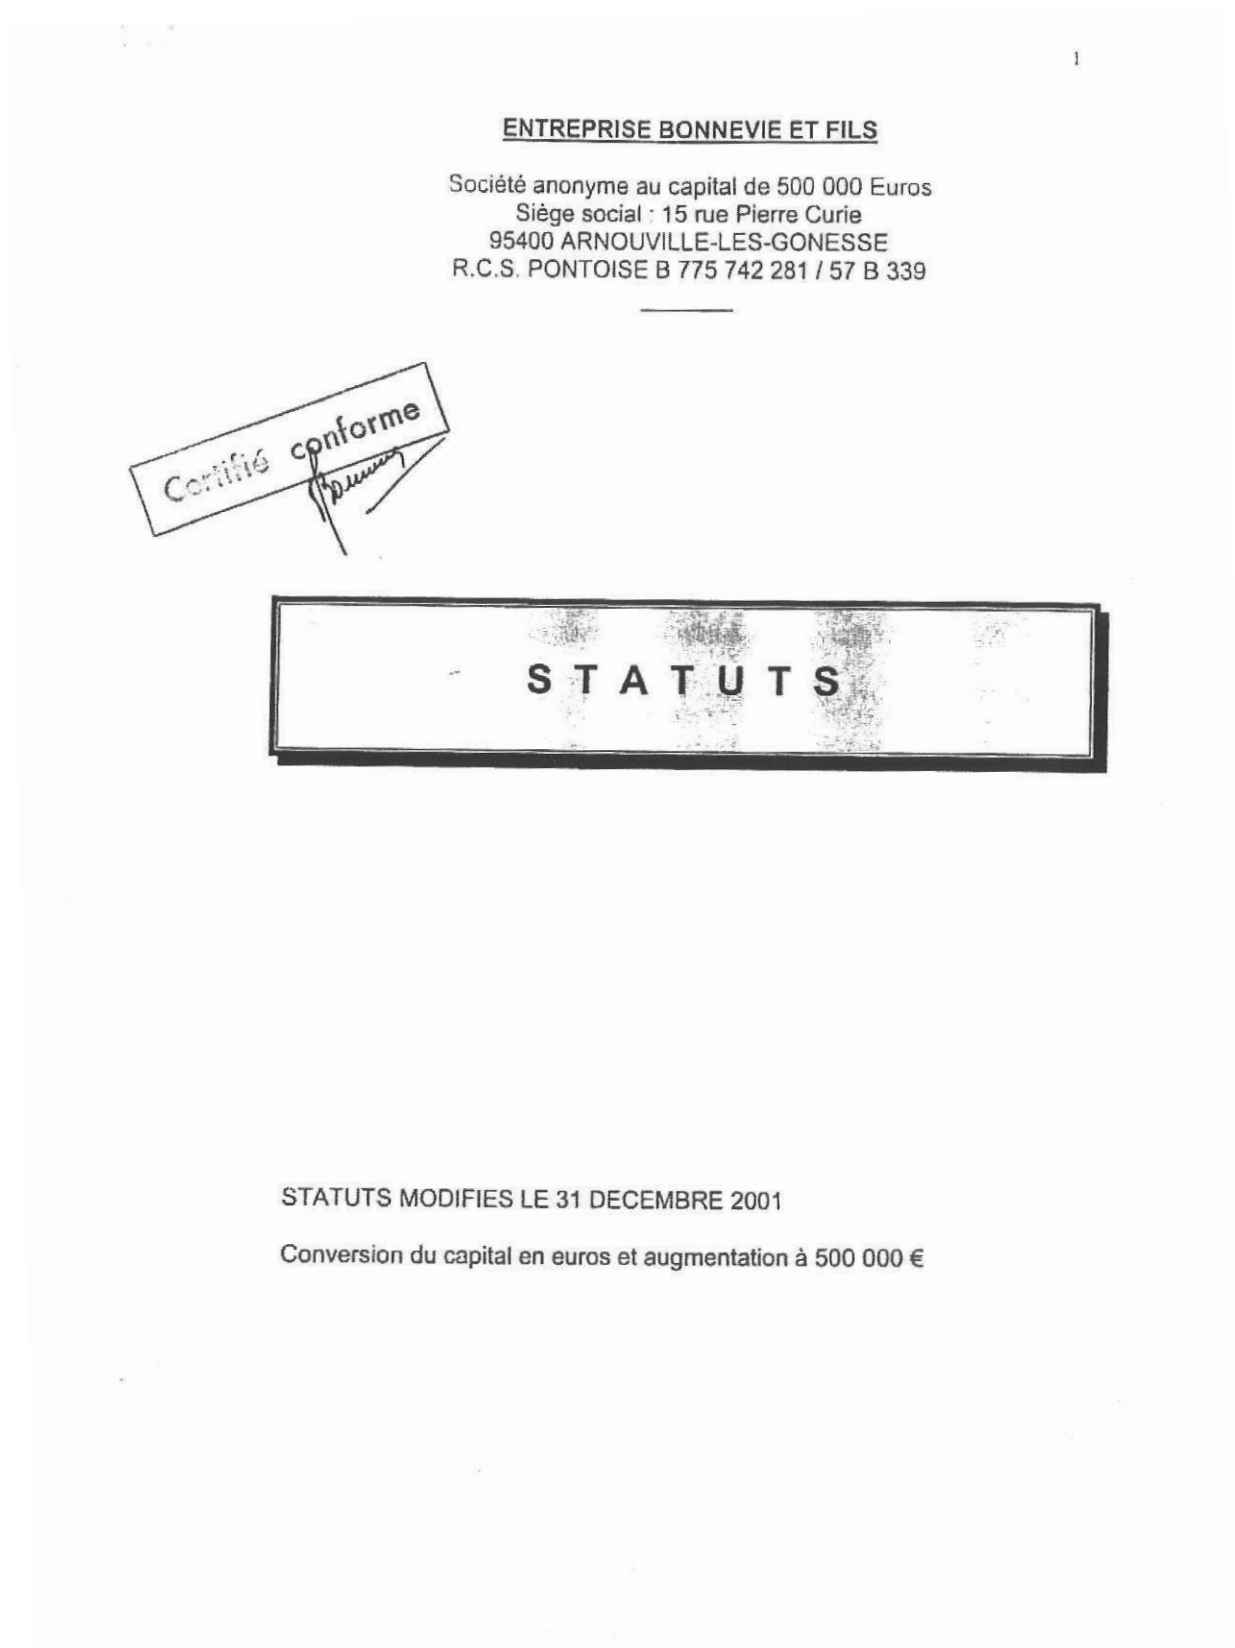 1
ENTREPRISE BONNEVIE ET FILS
Société anonyme au capital de 500 000 Euros
Siège social : 15 rue Pierre Curie
95400 ARNOUVILLE-LES-GONESSE
R.C.S. PONTOISE B 775 742 281 / 57 B 339
Certifié conforme
STATUTS
STATUTS MODIFIES LE 31 DECEMBRE 2001
Conversion du capital en euros et augmentation à 500 000 €